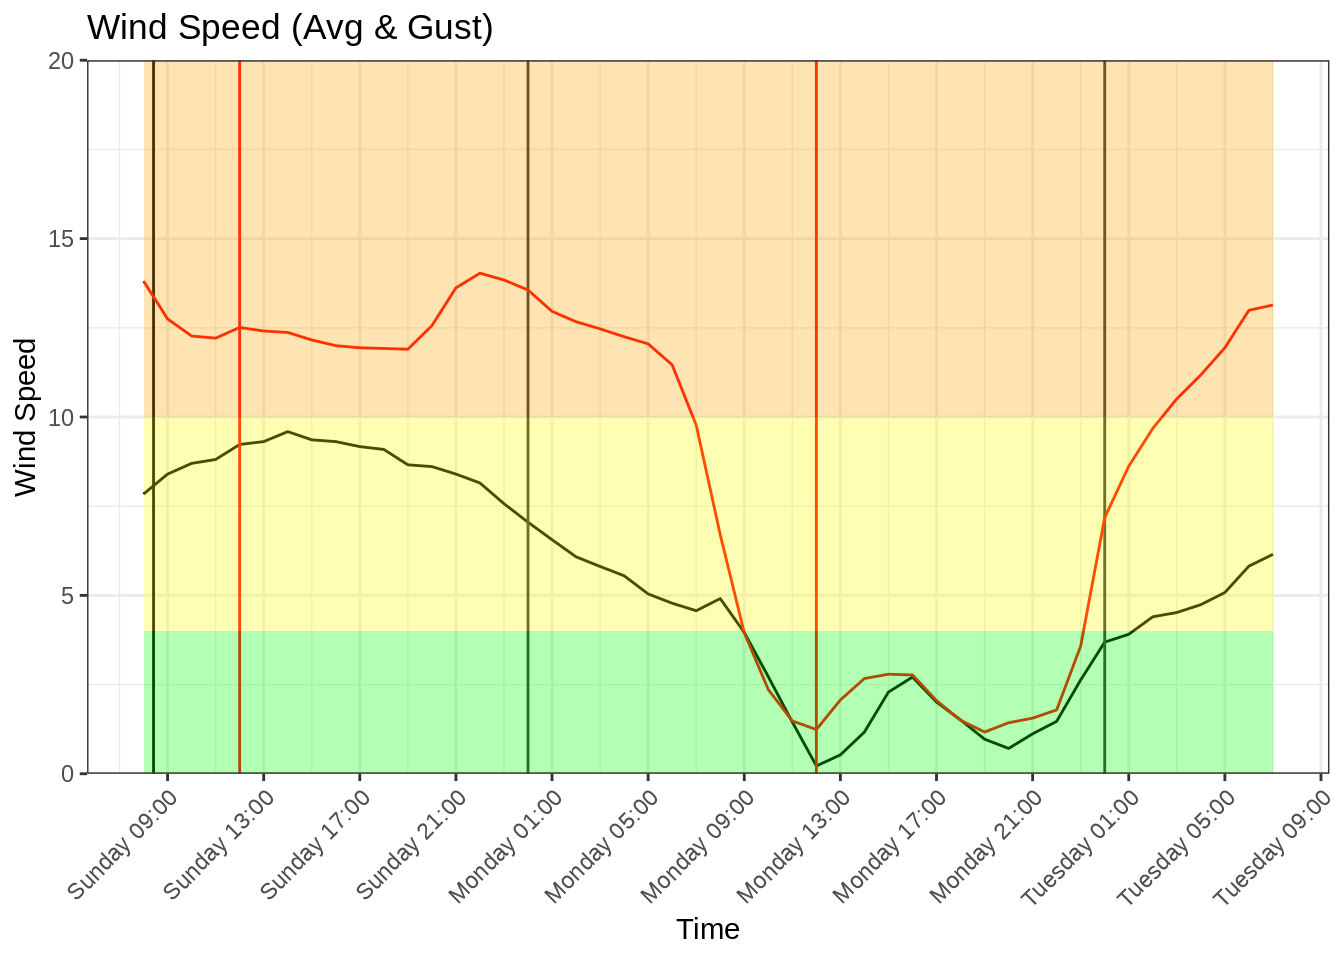 Wind Speed (Avg & Gust)
20
15
10
5
0
Wind Speed
Sunday 09:00
Sunday 13:00
Sunday 17:00
Sunday 21:00
Monday 01:00
Monday 05:00
Monday 09:00
Monday 13:00
Monday 17:00
Monday 21:00
Tuesday 01:00
Tuesday 05:00
Tuesday 09:00
Time